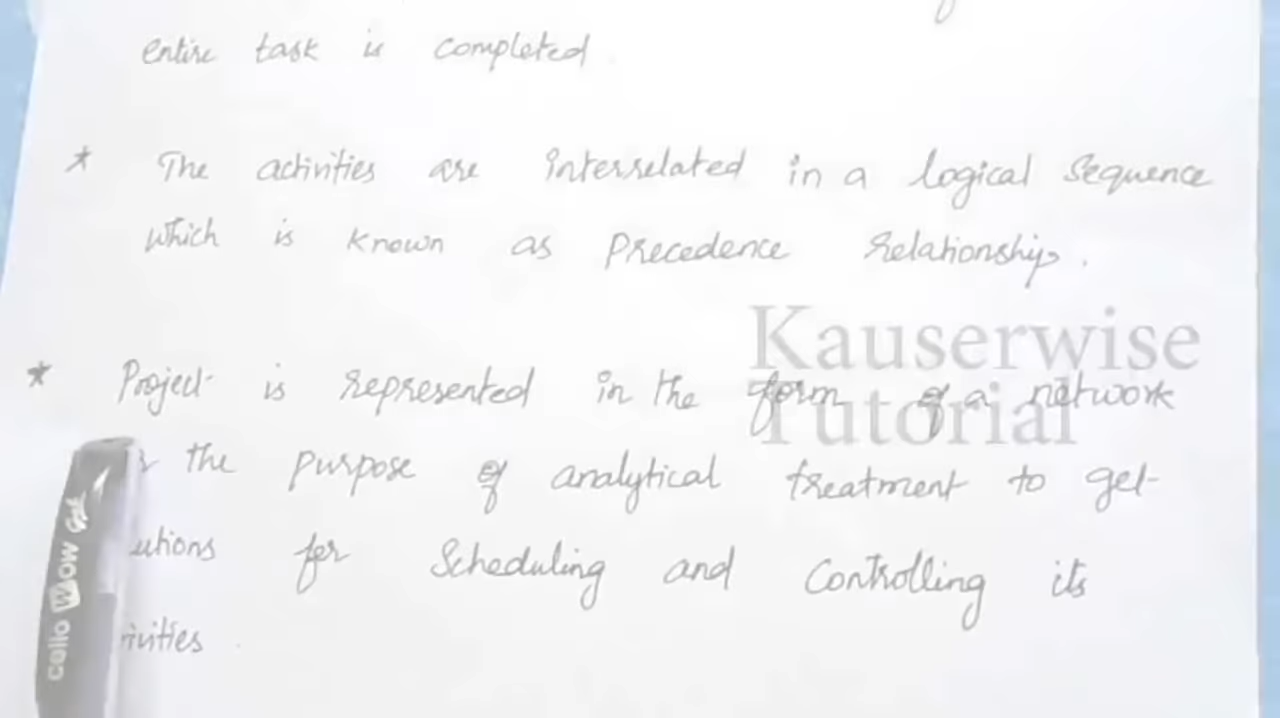 entire task is completed.
* The activities are interrelated in a logical sequence
which is known as Precedence relationship.
* Project is represented in the form of a network
the purpose of analytical treatment to get
utions for Scheduling and Controlling its
ivities.
Kauserwise
Tutorial
cello WOW Gel